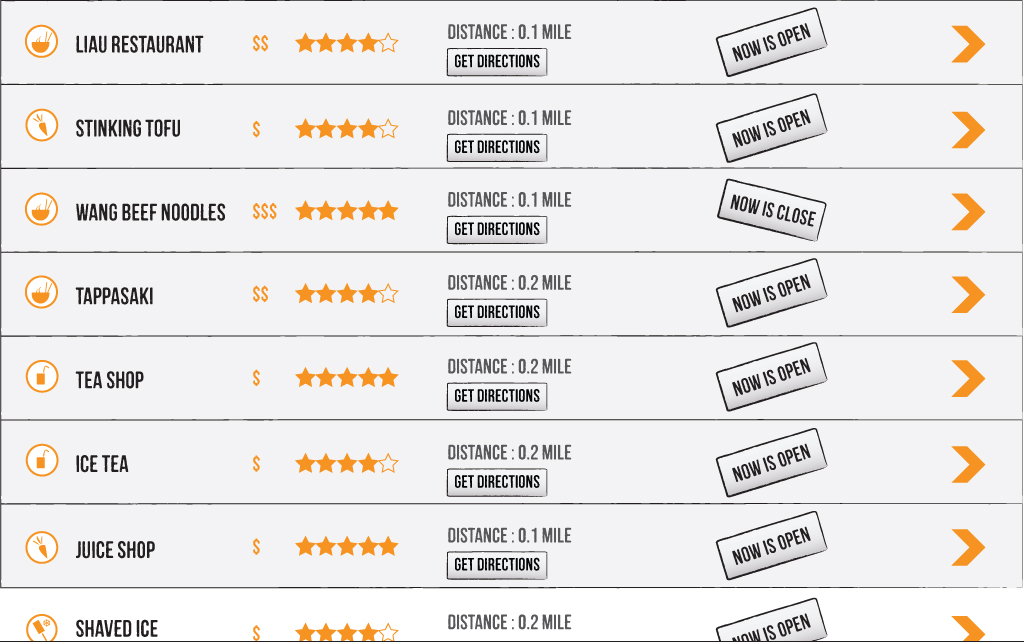 LIAU RESTAURANT $$ DISTANCE : 0.1 MILE NOW IS OPEN
GET DIRECTIONS
STINKING TOFU $ DISTANCE : 0.1 MILE NOW IS OPEN
GET DIRECTIONS
WANG BEEF NOODLES $$$ DISTANCE : 0.1 MILE NOW IS CLOSE
GET DIRECTIONS
TAPPASAKI $$ DISTANCE : 0.2 MILE NOW IS OPEN
GET DIRECTIONS
TEA SHOP $ DISTANCE : 0.2 MILE NOW IS OPEN
GET DIRECTIONS
ICE TEA $ DISTANCE : 0.2 MILE NOW IS OPEN
GET DIRECTIONS
JUICE SHOP $ DISTANCE : 0.1 MILE NOW IS OPEN
GET DIRECTIONS
SHAVED ICE $ DISTANCE : 0.2 MILE NOW IS OPEN